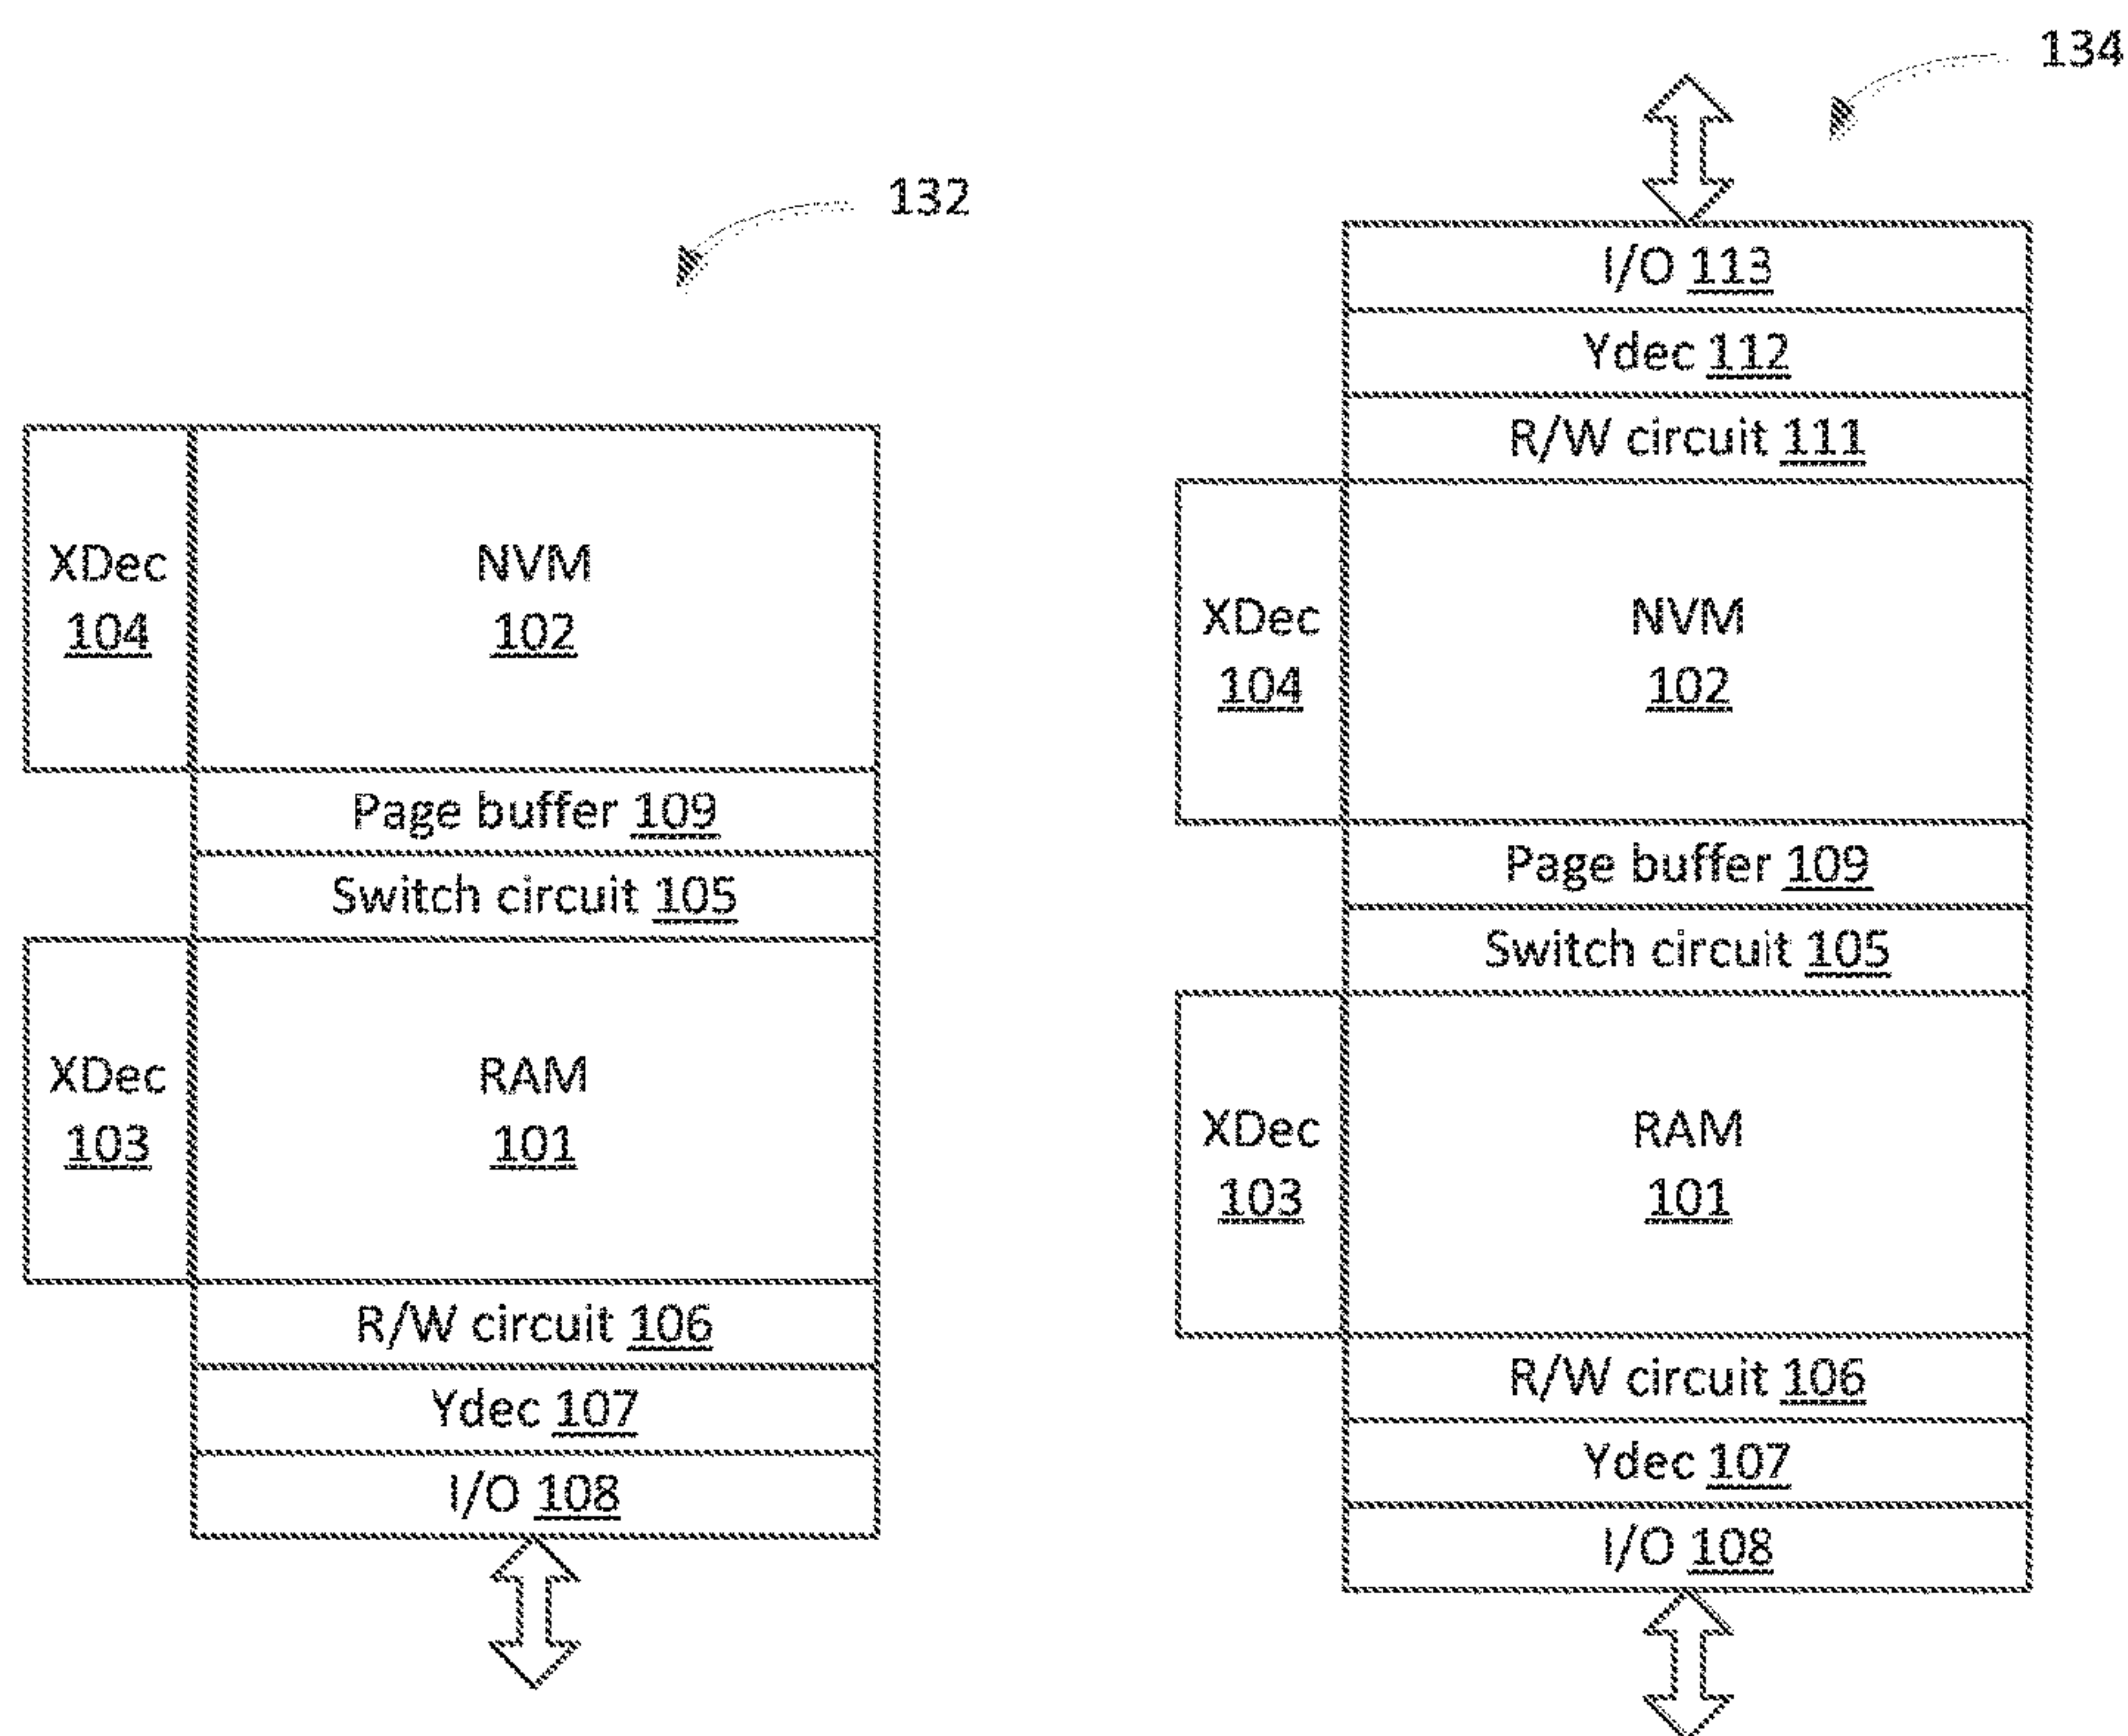 132
XDec
104
NVM
102
Page buffer 109
Switch circuit 105
XDec
103
RAM
101
R/W circuit 106
Ydec 107
I/O 108
134
I/O 113
Ydec 112
R/W circuit 111
XDec
104
NVM
102
Page buffer 109
Switch circuit 105
XDec
103
RAM
101
R/W circuit 106
Ydec 107
I/O 108